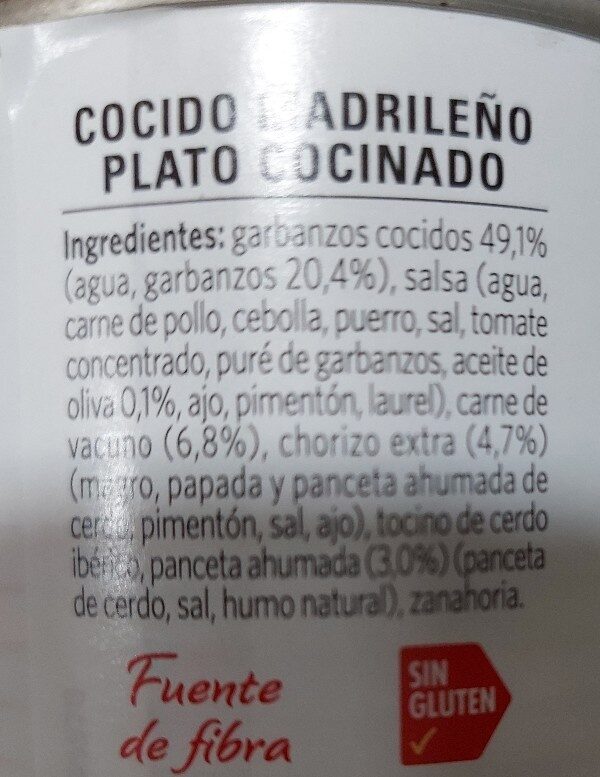 COCIDO MADRILEÑO
PLATO COCINADO
Ingredientes: garbanzos cocidos 49,1%
(agua, garbanzos 20,4%), salsa (agua,
carne de pollo, cebolla, puerro, sal, tomate
concentrado, puré de garbanzos, aceite de
oliva 0,1%, ajo, pimentón, laurel), carne de
vacuno (6,8%), chorizo extra (4,7%)
(magro, papada y panceta ahumada de
cerdo, pimentón, sal, ajo), tocino de cerdo
ibérico, panceta ahumada (3,0%) (panceta
de cerdo, sal, humo natural), zanahoria.
Fuente
de fibra
SIN
GLUTEN